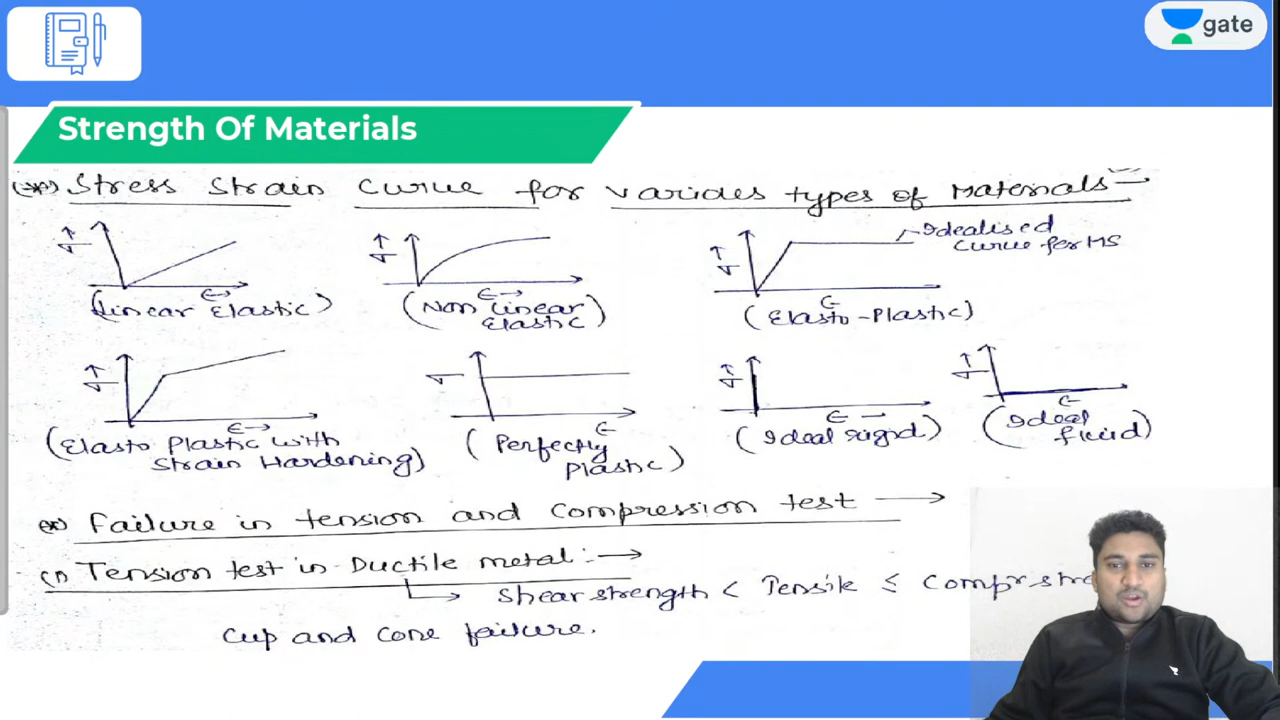 gate
Strength Of Materials
(**) Stress Strain Curve for various types of Materials →
↑ σ
↑ σ
↑ σ
Idealised
Curve for MS
ϵ →
ϵ →
ϵ
(Linear Elastic)
(Non Linear
Elastic)
(Elasto-Plastic)
↑ σ
σ
↑ σ
↑ σ
ϵ →
ϵ
ϵ →
ϵ
(Elasto Plastic with
Strain Hardening)
(Perfectly
Plastic)
(Ideal rigid)
(Ideal
fluid)
(*) Failure in tension and compression test →
(1) Tension test in Ductile metal :- →
Shear strength < Tensile ≤
cup and cone failure.